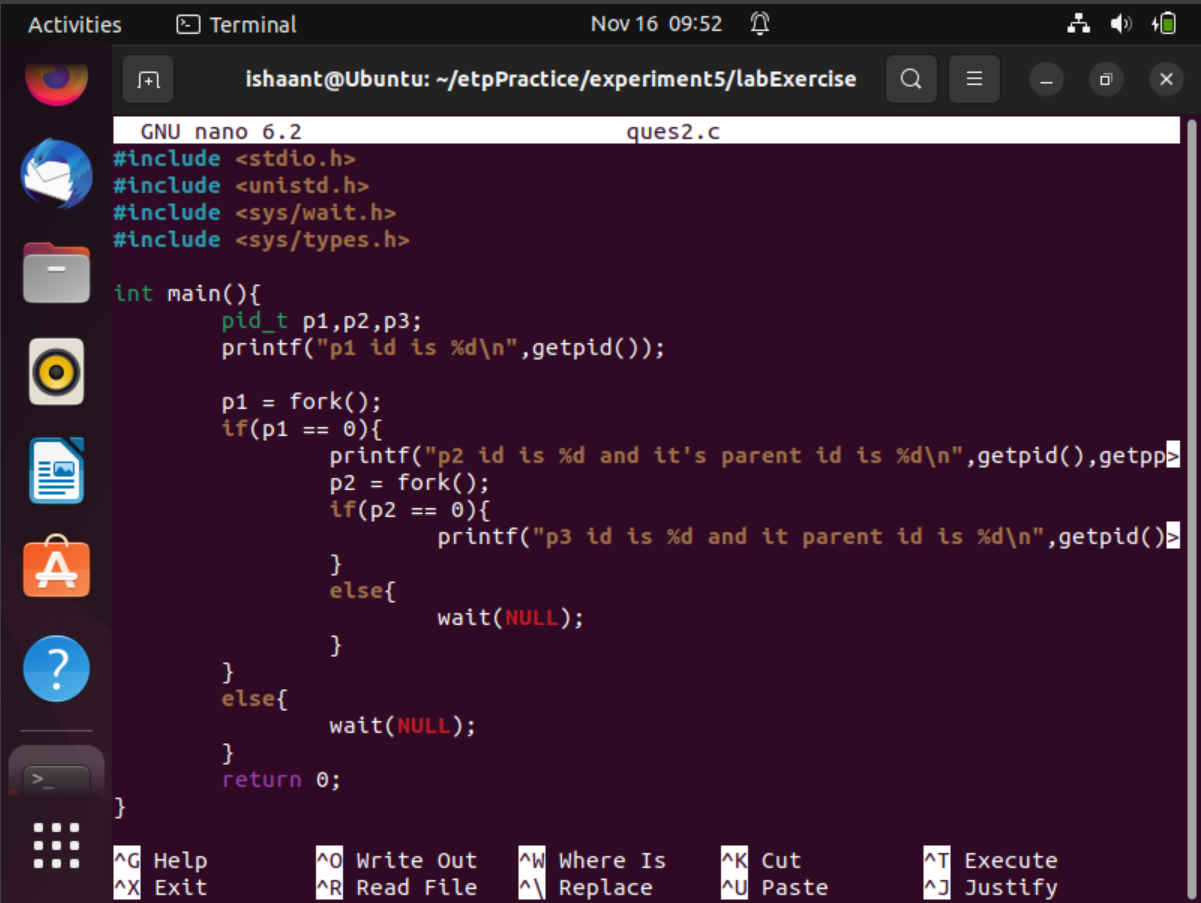 Activities Terminal Nov 16 09:52
ishaant@Ubuntu: ~/etpPractice/experiment5/labExercise
GNU nano 6.2 ques2.c
#include <stdio.h>
#include <unistd.h>
#include <sys/wait.h>
#include <sys/types.h>
int main(){
pid_t p1,p2,p3;
printf("p1 id is %d\n",getpid());
p1 = fork();
if(p1 == 0){
printf("p2 id is %d and it's parent id is %d\n",getpid(),getpp>
p2 = fork();
if(p2 == 0){
printf("p3 id is %d and it parent id is %d\n",getpid()>
}
else{
wait(NULL);
}
}
else{
wait(NULL);
}
return 0;
}
^G Help ^O Write Out ^W Where Is ^K Cut ^T Execute
^X Exit ^R Read File ^\ Replace ^U Paste ^J Justify